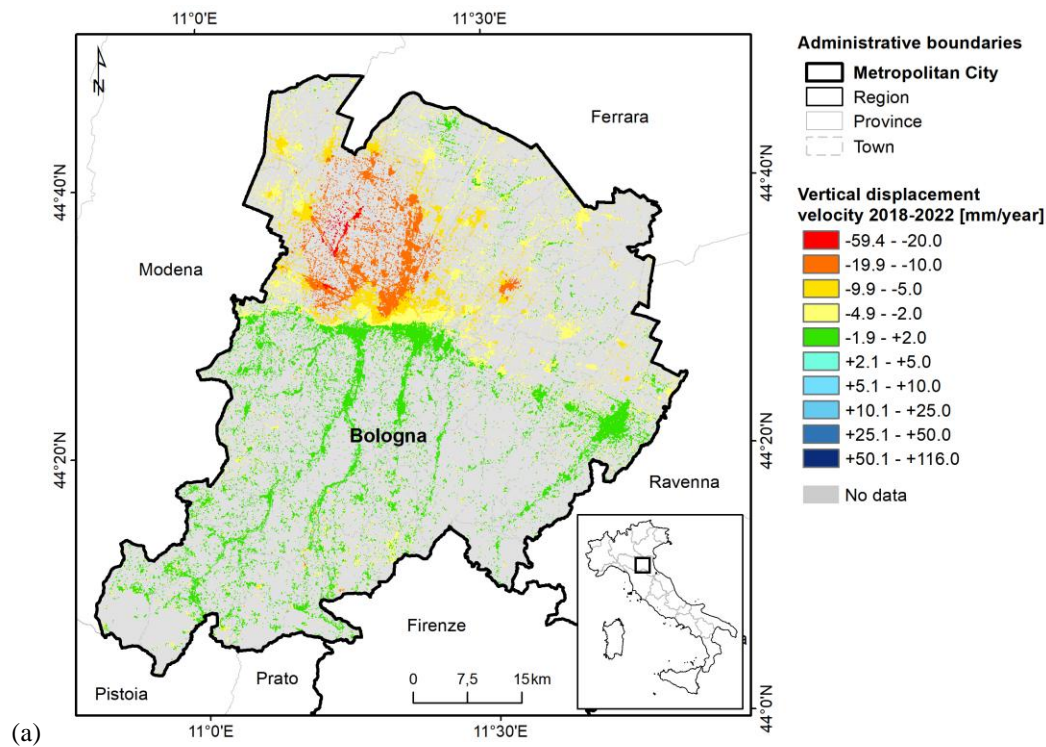 11°0'E
11°30'E
N
Ferrara
44°40'N
44°40'N
Modena
Bologna
44°20'N
44°20'N
Ravenna
Firenze
0 7,5 15km
Prato
Pistoia
44°0'N
11°0'E
11°30'E
(a)
Administrative boundaries
Metropolitan City
Region
Province
Town
Vertical displacement
velocity 2018-2022 [mm/year]
-59.4 - -20.0
-19.9 - -10.0
-9.9 - -5.0
-4.9 - -2.0
-1.9 - +2.0
+2.1 - +5.0
+5.1 - +10.0
+10.1 - +25.0
+25.1 - +50.0
+50.1 - +116.0
No data